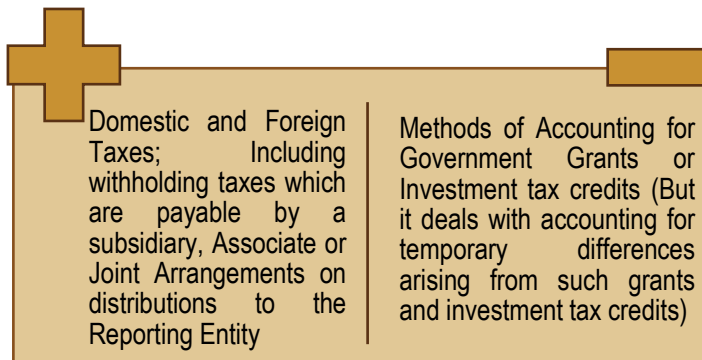 Domestic and Foreign
Taxes; Including
withholding taxes which
are payable by a
subsidiary, Associate or
Joint Arrangements on
distributions to the
Reporting Entity
Methods of Accounting for
Government Grants or
Investment tax credits (But
it deals with accounting for
temporary differences
arising from such grants
and investment tax credits)